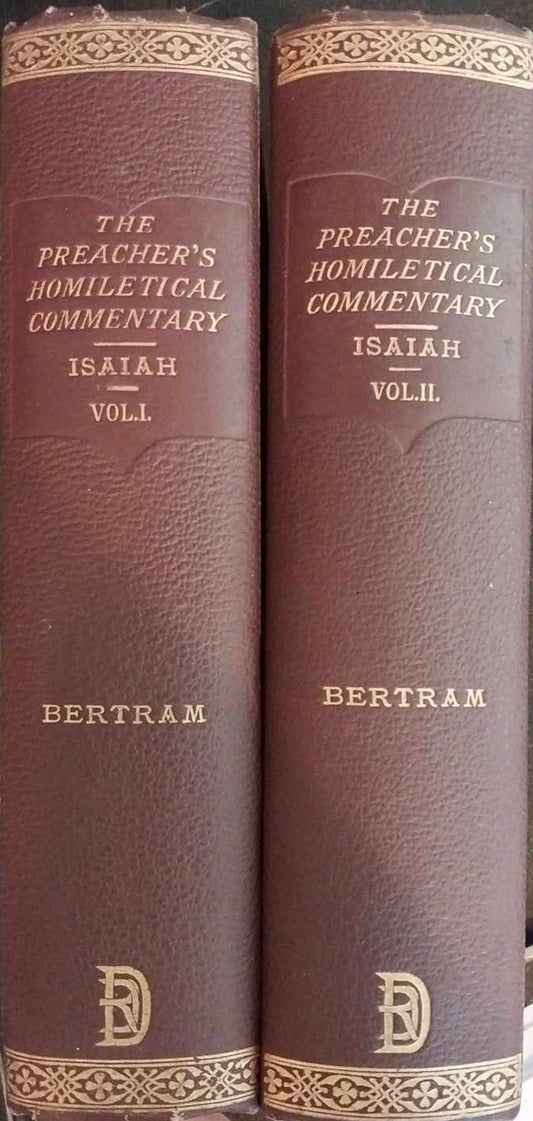 THE
PREACHER'S
HOMILETICAL
COMMENTARY
ISAIAH
VOL.I.
BERTRAM
THE
PREACHER'S
HOMILETICAL
COMMENTARY
ISAIAH
VOL.II.
BERTRAM